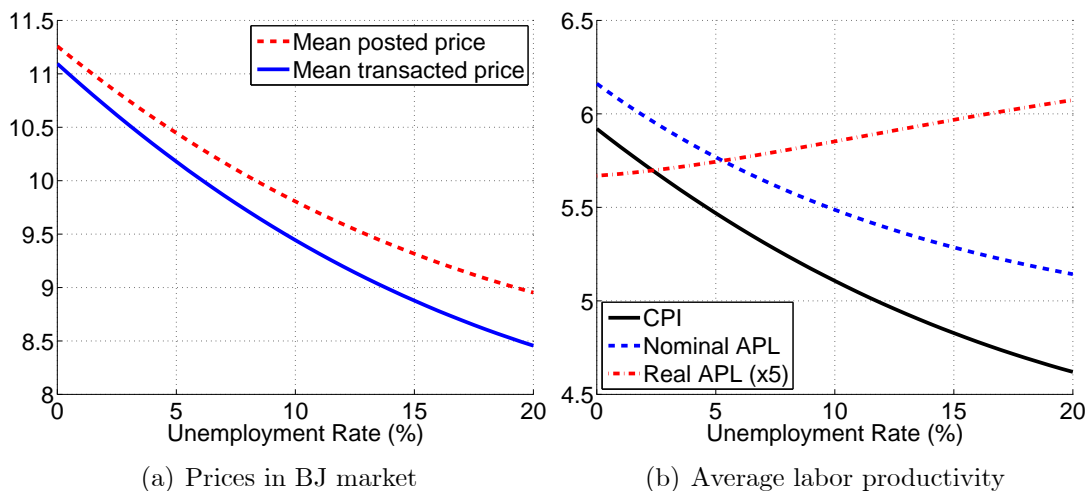 11.5
11
10.5
10
9.5
9
8.5
8
Mean posted price
Mean transacted price
0 5 10 15 20
Unemployment Rate (%)
(a) Prices in BJ market
6.5
6
5.5
5
4.5
CPI
Nominal APL
Real APL (x5)
0 5 10 15 20
Unemployment Rate (%)
(b) Average labor productivity